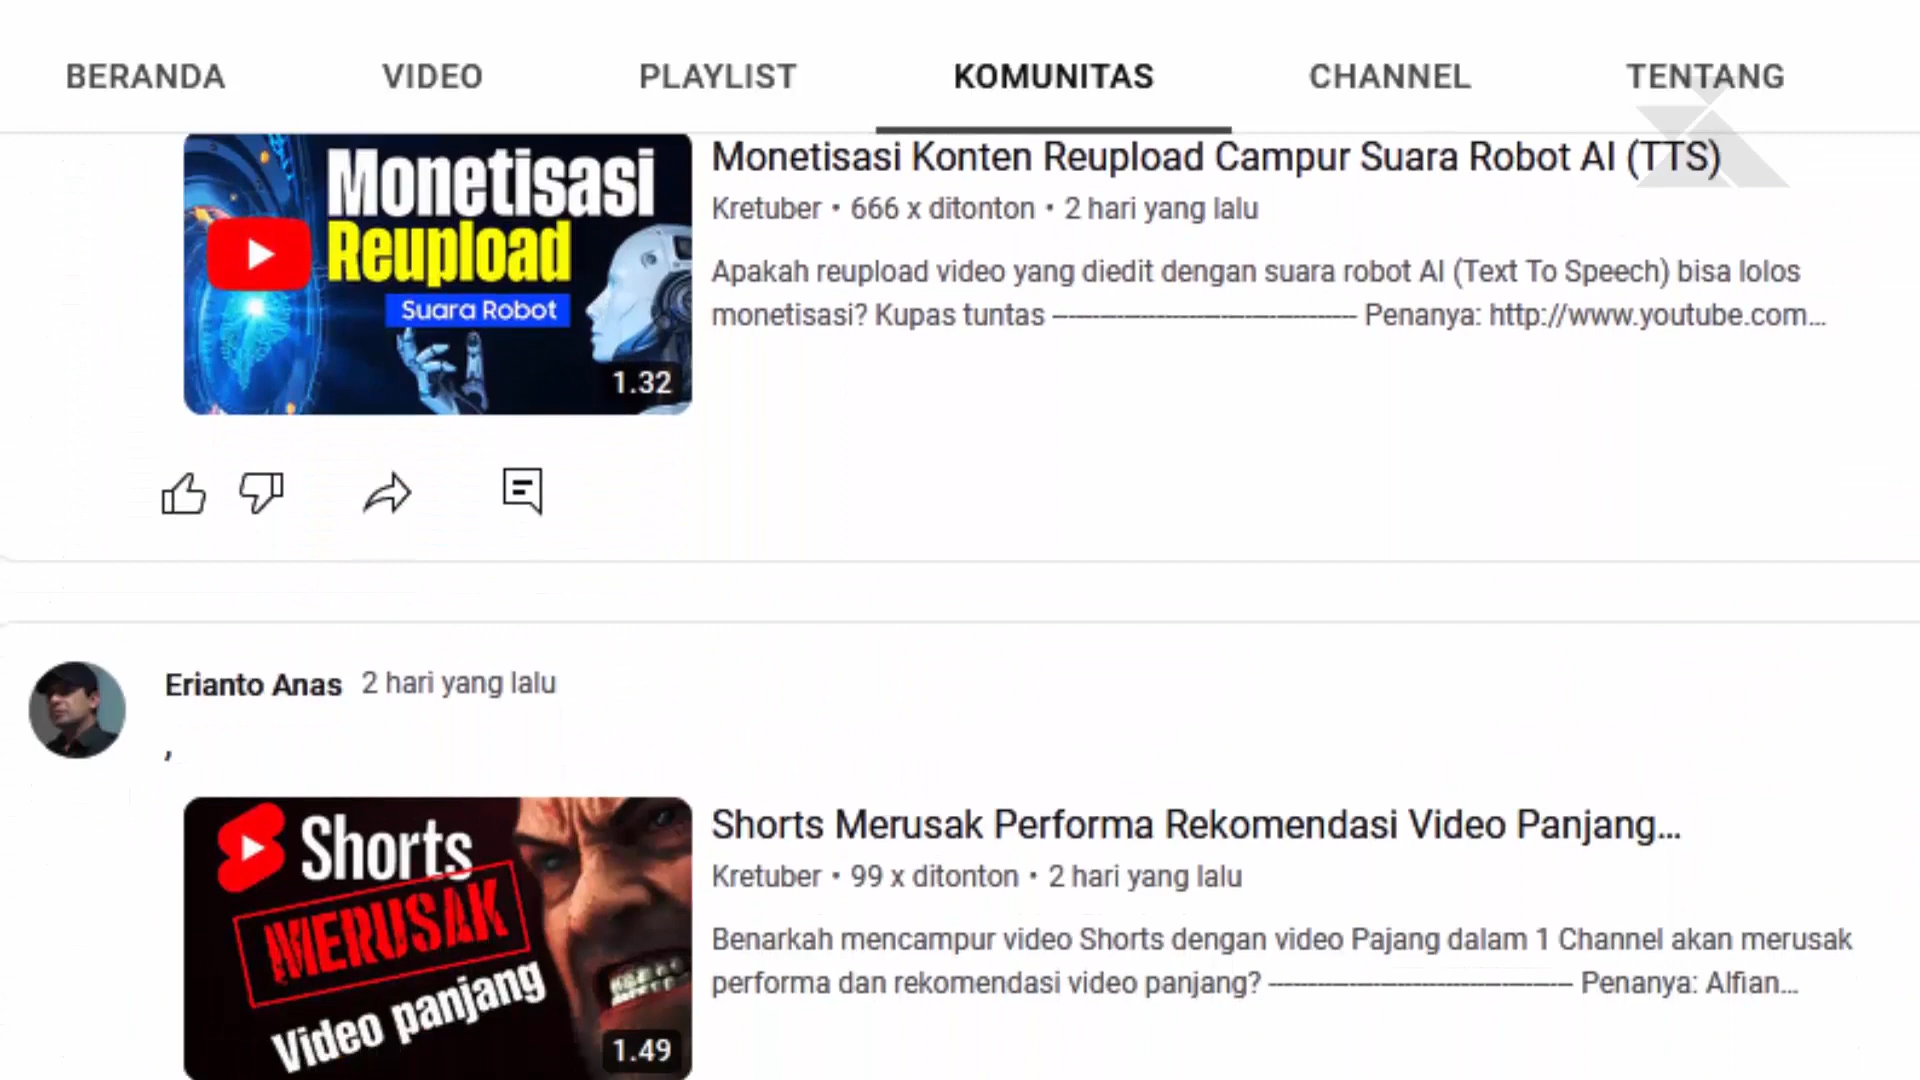 BERANDA VIDEO PLAYLIST KOMUNITAS CHANNEL TENTANG
Monetisasi
Reupload
Suara Robot
1.32
Monetisasi Konten Reupload Campur Suara Robot AI (TTS)
Kretuber • 666 x ditonton • 2 hari yang lalu
Apakah reupload video yang diedit dengan suara robot AI (Text To Speech) bisa lolos
monetisasi? Kupas tuntas —————————————— Penanya: http://www.youtube.com...
Erianto Anas 2 hari yang lalu
,
Shorts
MERUSAK
Video panjang
1.49
Shorts Merusak Performa Rekomendasi Video Panjang...
Kretuber • 99 x ditonton • 2 hari yang lalu
Benarkah mencampur video Shorts dengan video Pajang dalam 1 Channel akan merusak
performa dan rekomendasi video panjang? —————————————— Penanya: Alfian...